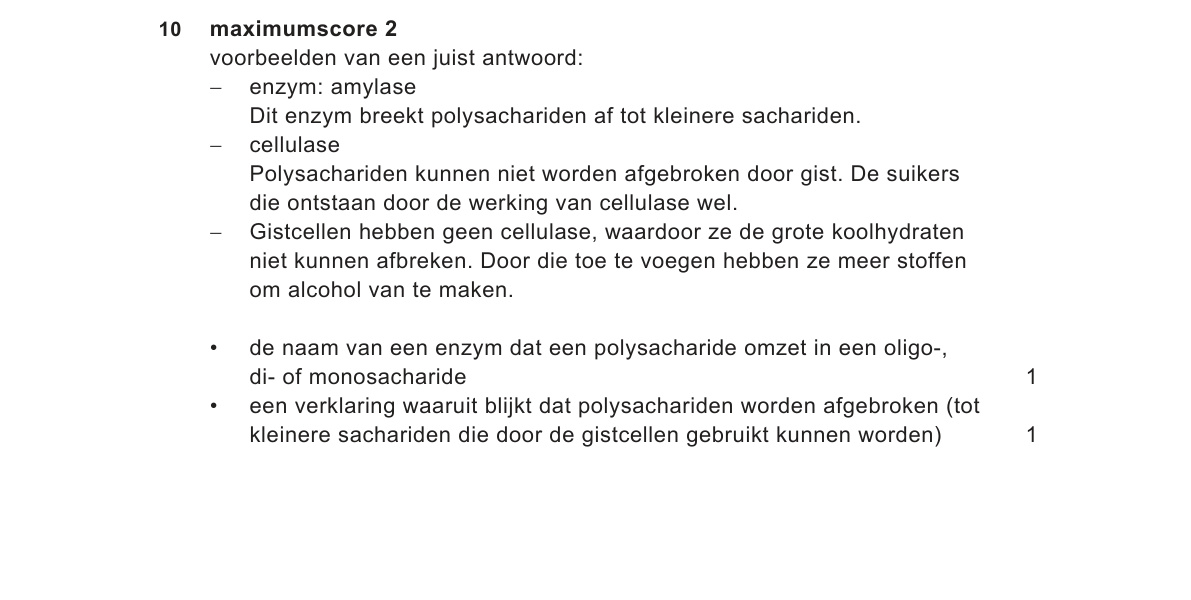 10 maximumscore 2
voorbeelden van een juist antwoord:
– enzym: amylase
Dit enzym breekt polysachariden af tot kleinere sachariden.
– cellulase
Polysachariden kunnen niet worden afgebroken door gist. De suikers
die ontstaan door de werking van cellulase wel.
– Gistcellen hebben geen cellulase, waardoor ze de grote koolhydraten
niet kunnen afbreken. Door die toe te voegen hebben ze meer stoffen
om alcohol van te maken.
• de naam van een enzym dat een polysacharide omzet in een oligo-,
di- of monosacharide 1
• een verklaring waaruit blijkt dat polysachariden worden afgebroken (tot
kleinere sachariden die door de gistcellen gebruikt kunnen worden) 1